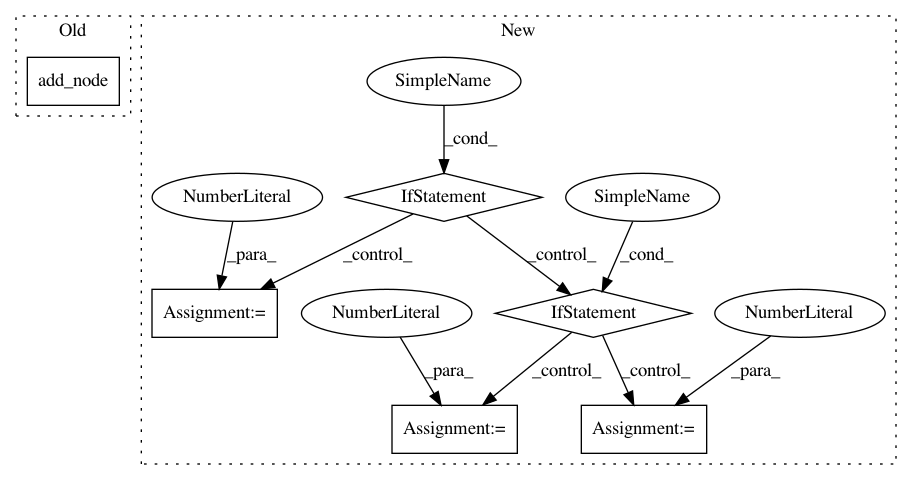 Old
New
add_node
SimpleName
_cond_
NumberLiteral
IfStatement
SimpleName
_para_
_control_
_control_
_cond_
Assignment:=
NumberLiteral
IfStatement
NumberLiteral
_para_
_control_
_control_
_para_
Assignment:=
Assignment:=